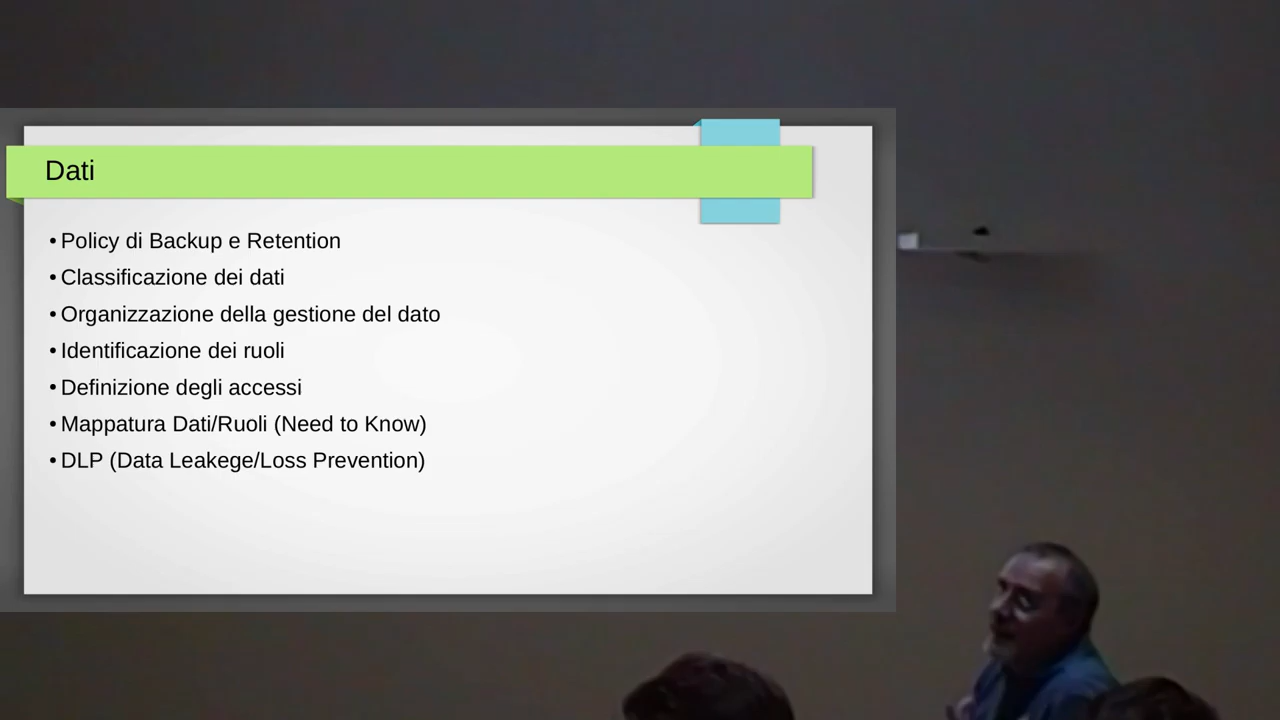 Dati
•Policy di Backup e Retention
•Classificazione dei dati
•Organizzazione della gestione del dato
•Identificazione dei ruoli
•Definizione degli accessi
•Mappatura Dati/Ruoli (Need to Know)
•DLP (Data Leakege/Loss Prevention)